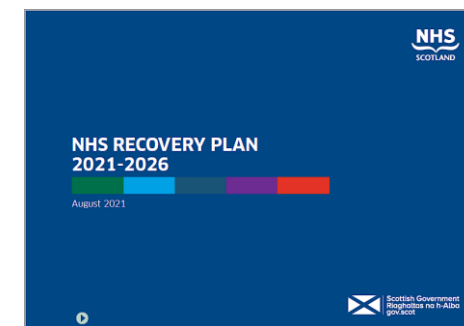 NHS
SCOTLAND
NHS RECOVERY PLAN
2021-2026
August 2021
Scottish Government
Riaghaltas na h-Alba
gov.scot